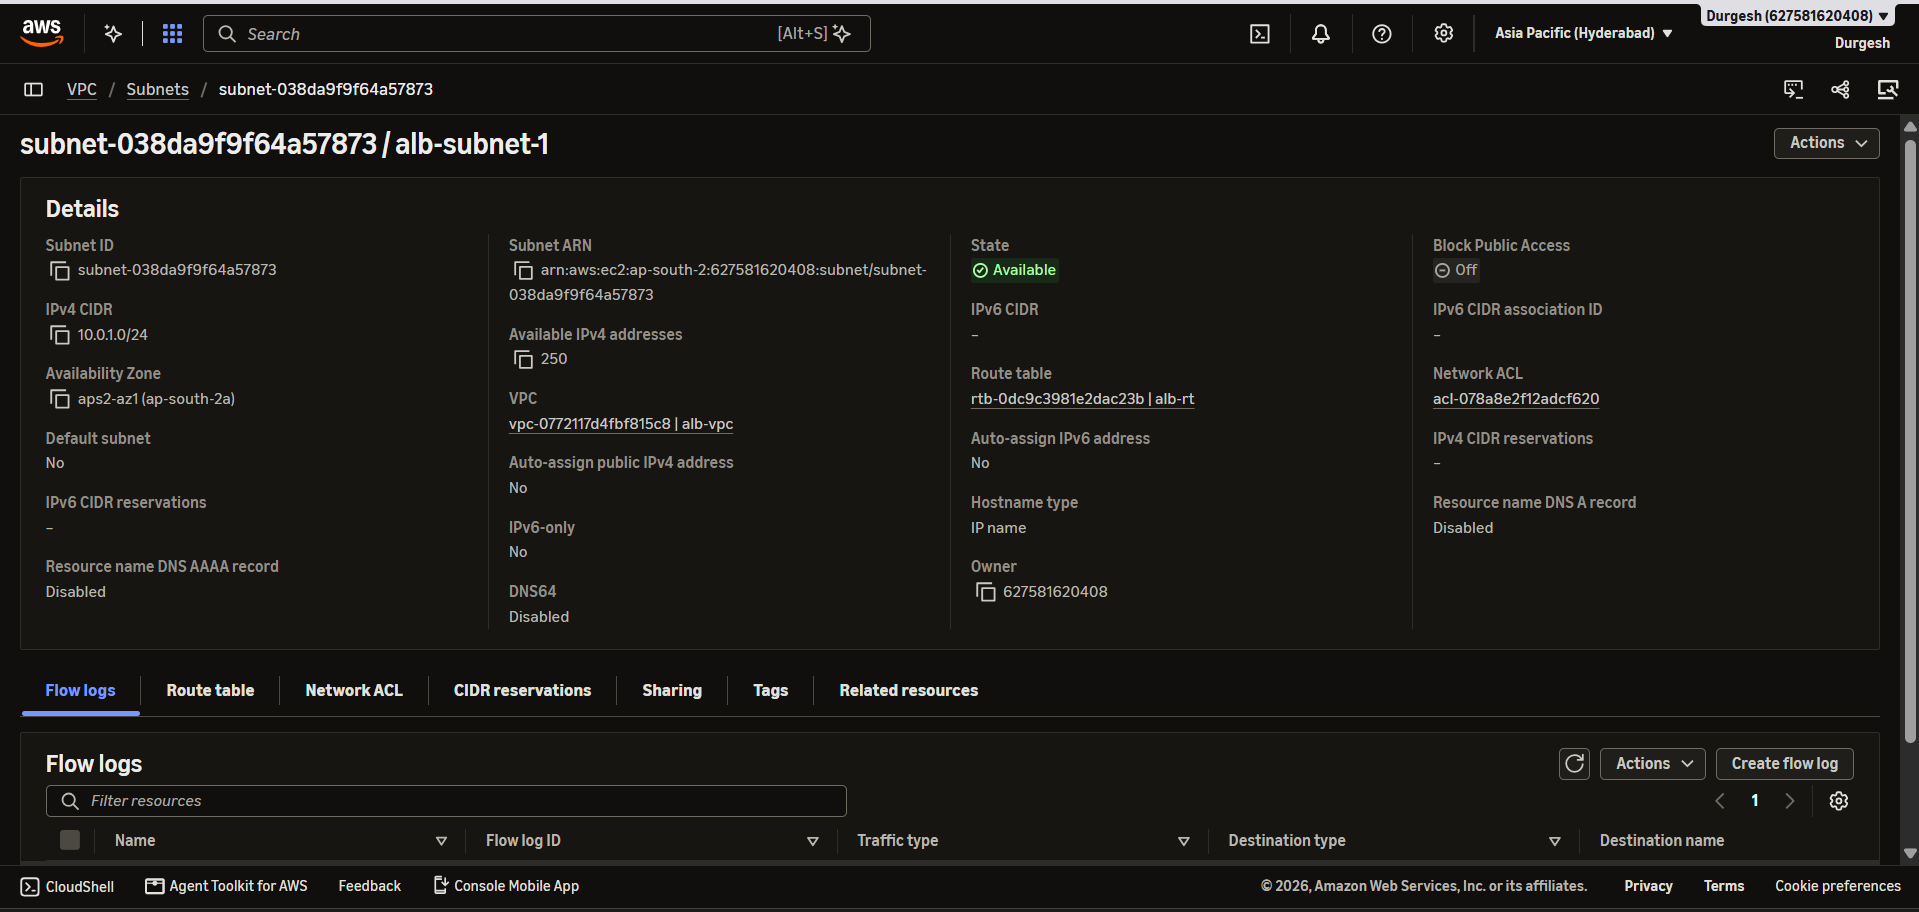 aws
Search
[Alt+S]
Asia Pacific (Hyderabad)
Durgesh (627581620408)
Durgesh
VPC / Subnets / subnet-038da9f9f64a57873
subnet-038da9f9f64a57873 / alb-subnet-1
Actions
Details
Subnet ID
subnet-038da9f9f64a57873
IPv4 CIDR
10.0.1.0/24
Availability Zone
aps2-az1 (ap-south-2a)
Default subnet
No
IPv6 CIDR reservations
–
Resource name DNS AAAA record
Disabled
Subnet ARN
arn:aws:ec2:ap-south-2:627581620408:subnet/subnet-
038da9f9f64a57873
Available IPv4 addresses
250
VPC
vpc-0772117d4fbf815c8 | alb-vpc
Auto-assign public IPv4 address
No
IPv6-only
No
DNS64
Disabled
State
Available
IPv6 CIDR
–
Route table
rtb-0dc9c3981e2dac23b | alb-rt
Auto-assign IPv6 address
No
Hostname type
IP name
Owner
627581620408
Block Public Access
Off
IPv6 CIDR association ID
–
Network ACL
acl-078a8e2f12adcf620
IPv4 CIDR reservations
–
Resource name DNS A record
Disabled
Flow logs
Route table
Network ACL
CIDR reservations
Sharing
Tags
Related resources
Flow logs
Actions
Create flow log
Filter resources
1
Name
Flow log ID
Traffic type
Destination type
Destination name
CloudShell
Agent Toolkit for AWS
Feedback
Console Mobile App
© 2026, Amazon Web Services, Inc. or its affiliates.
Privacy
Terms
Cookie preferences